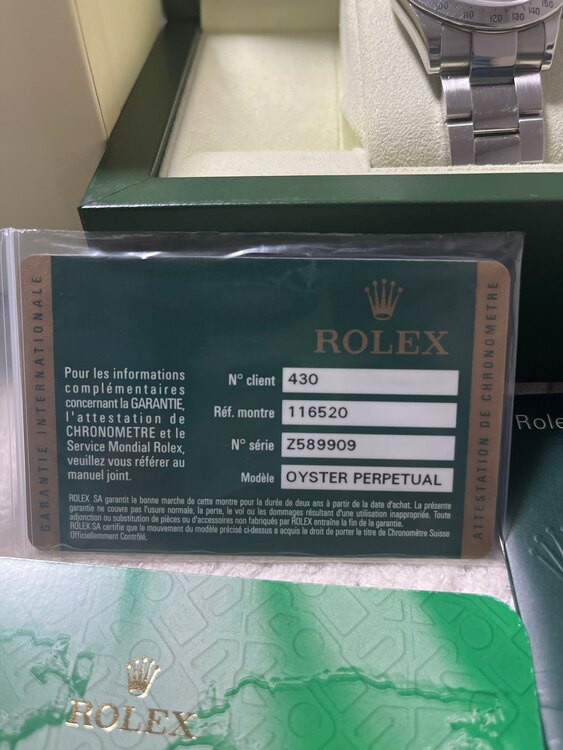 110 120 130 140
GARANTIE INTERNATIONALE
ROLEX
Pour les informations
complémentaires
concernant la GARANTIE,
l'attestation de
CHRONOMETRE et le
Service Mondial Rolex,
veuillez vous référer au
manuel joint.
N° client 430
Réf. montre 116520
N° série Z589909
Modèle OYSTER PERPETUAL
ROLEX SA garantit la bonne marche de cette montre pour la durée de deux ans à partir de la date d'achat. La présente
garantie ne couvre pas l'usure normale, la perte, le vol ou les dommages résultant d'une utilisation inappropriée. Toute
adjonction ou substitution de pièces ou d'accessoires non fabriqués par ROLEX entraîne la fin de la garantie.
ROLEX SA certifie que le mouvement du modèle précisé ci-dessus a acquis le droit de porter le titre de Chronomètre Suisse
Officiellement Contrôlé.
ATTESTATION DE CHRONOMETRE
Role
ROLEX